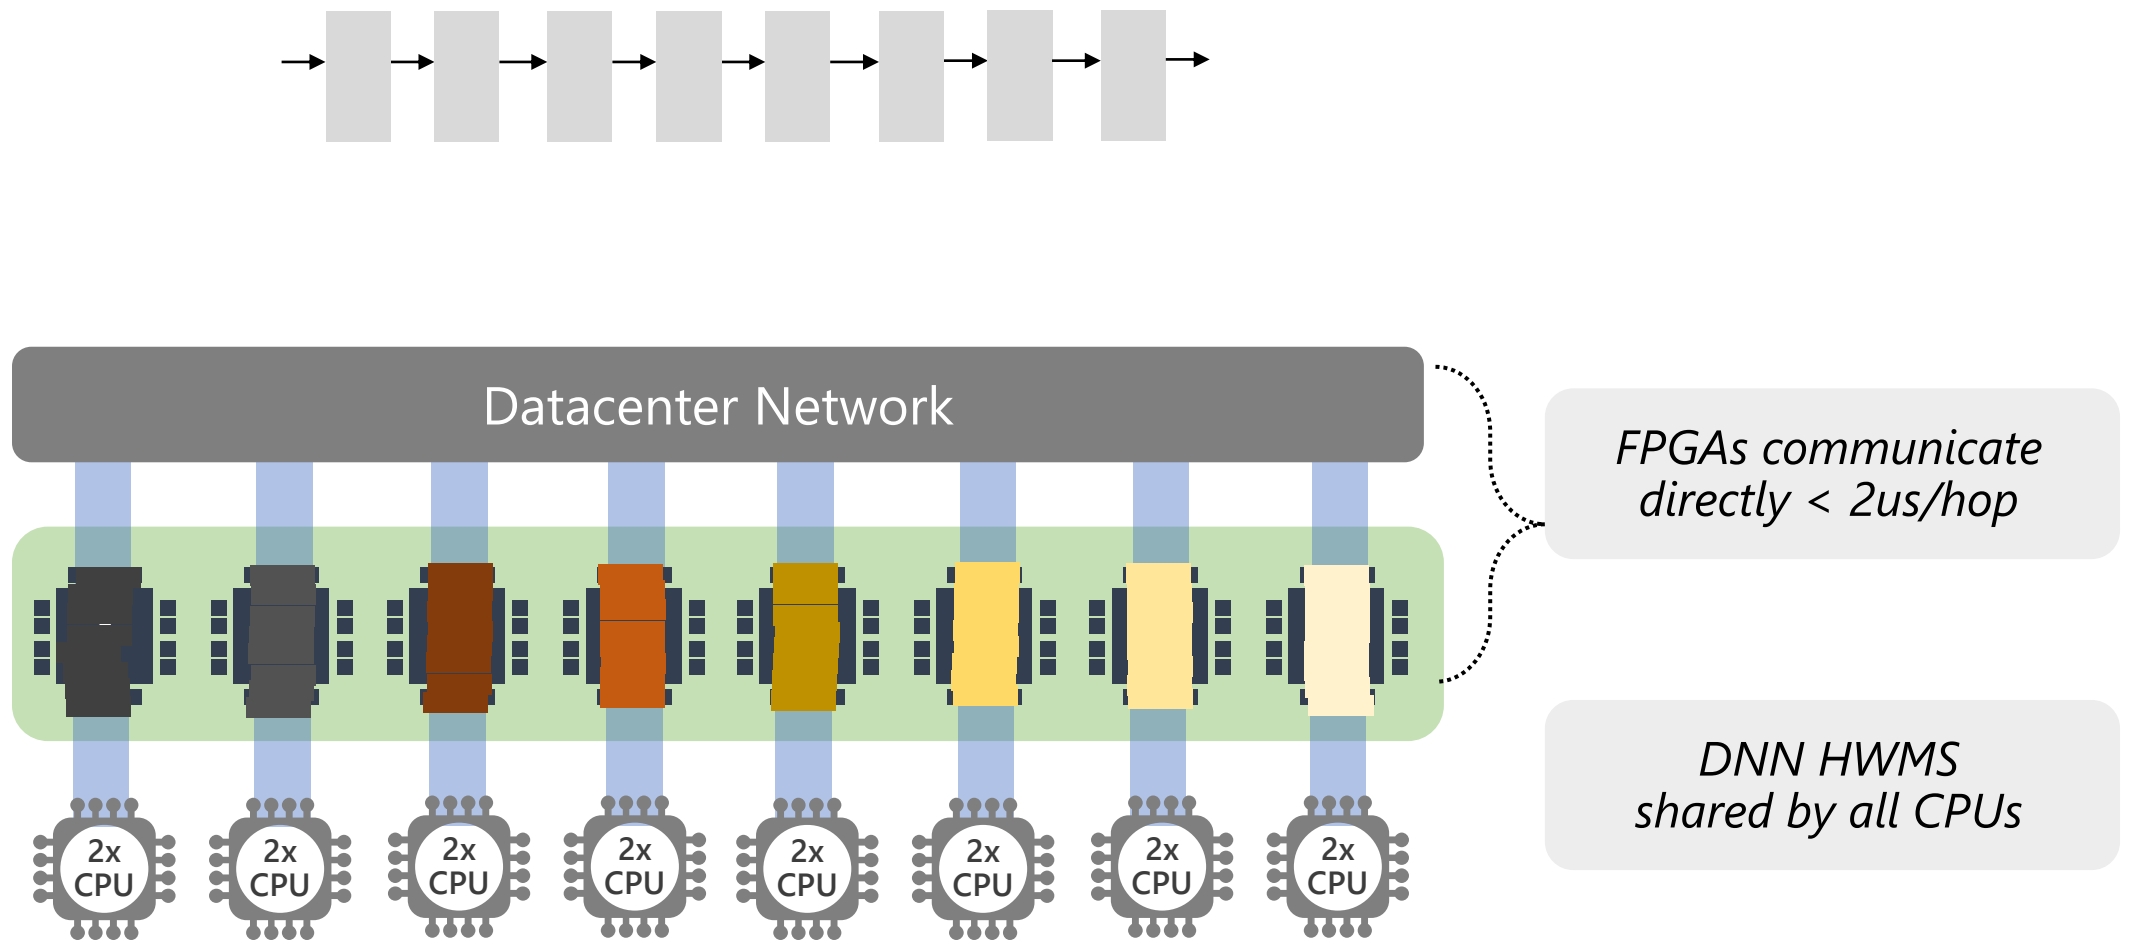 Datacenter Network
FPGAs communicate
directly < 2us/hop
DNN HWMS
shared by all CPUs
2x
CPU
2x
CPU
2x
CPU
2x
CPU
2x
CPU
2x
CPU
2x
CPU
2x
CPU